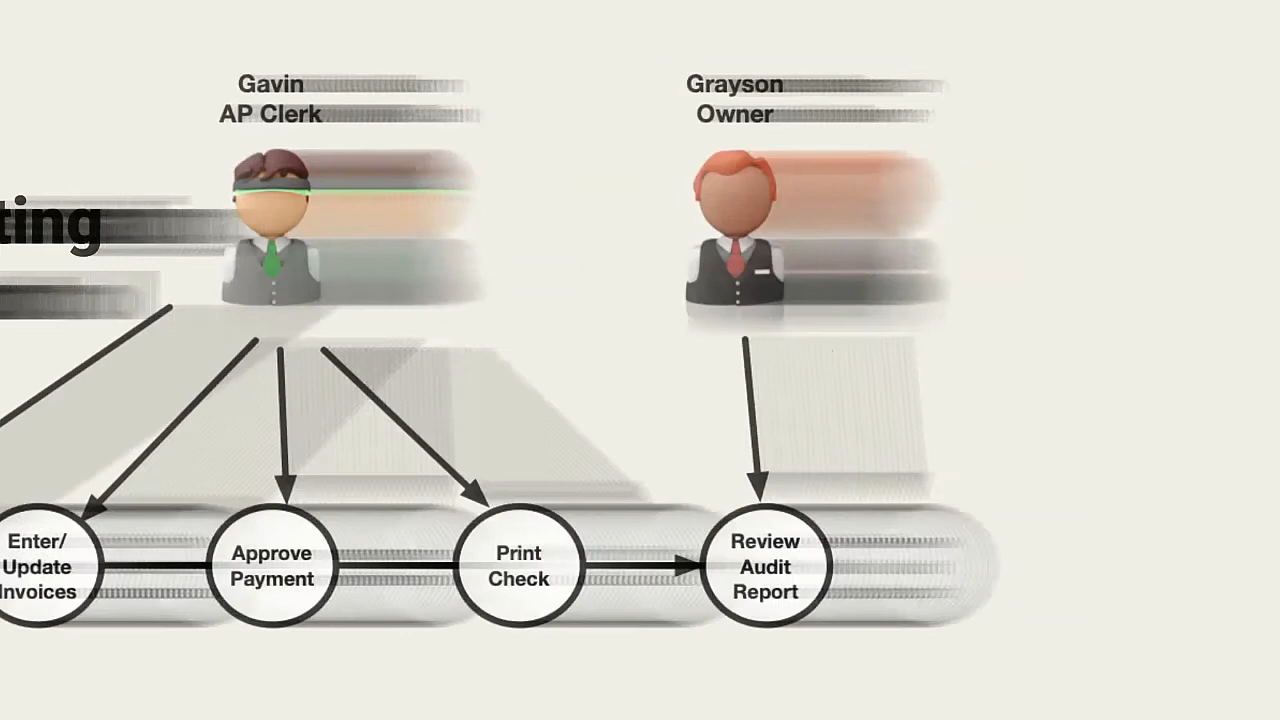 Gavin
AP Clerk
Grayson
Owner
ting
Enter/
Update
Invoices
Approve
Payment
Print
Check
Review
Audit
Report